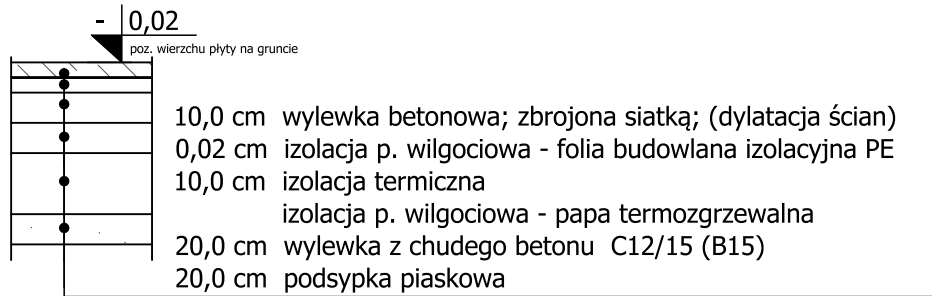 - 0,02
poz. wierzchu płyty na gruncie
10,0 cm wylewka betonowa; zbrojona siatką; (dylatacja ścian)
0,02 cm izolacja p. wilgociowa - folia budowlana izolacyjna PE
10,0 cm izolacja termiczna
izolacja p. wilgociowa - papa termozgrzewalna
20,0 cm wylewka z chudego betonu C12/15 (B15)
20,0 cm podsypka piaskowa